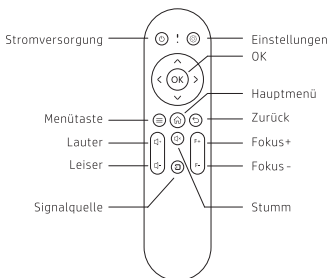 Stromversorgung
!
Einstellungen
OK
OK
Hauptmenü
Menütaste
Zurück
Lauter
Fokus+
F+
Leiser
Fokus-
F-
Signalquelle
Stumm